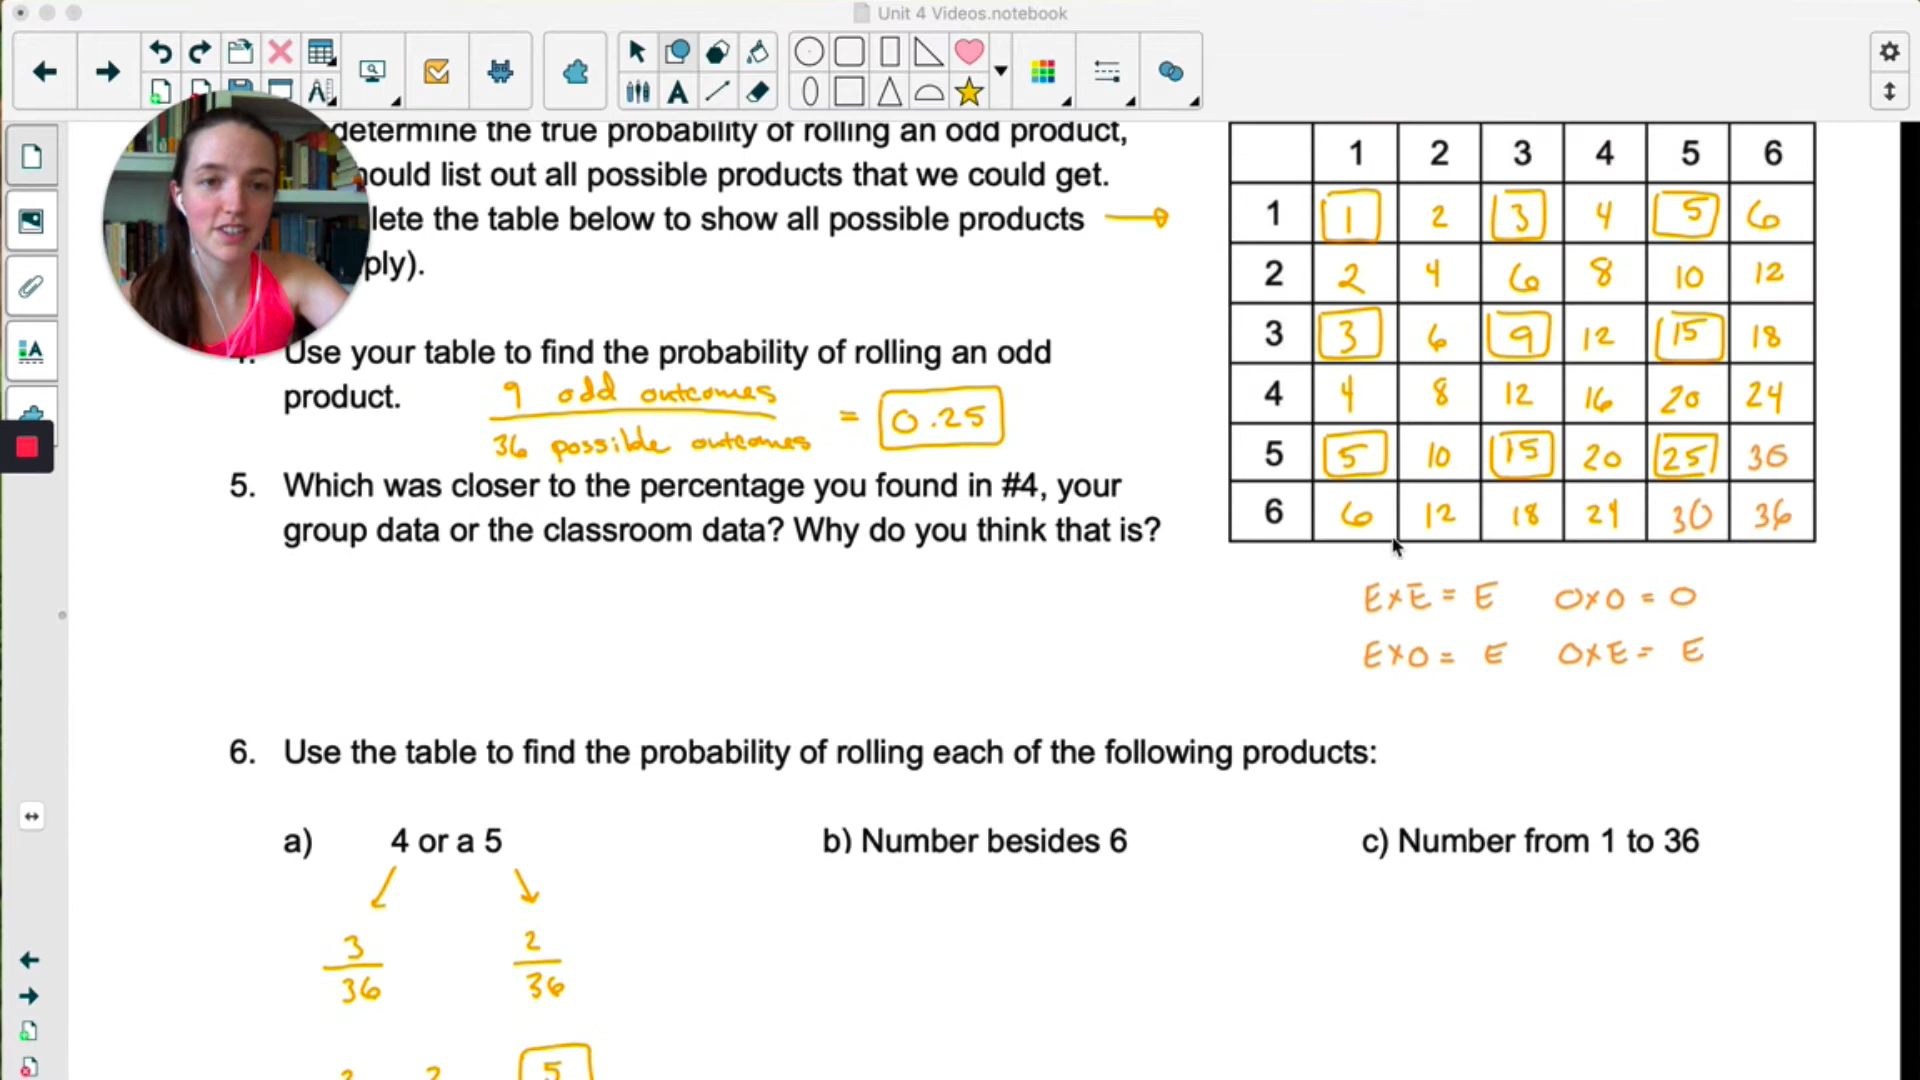 Unit 4 Videos.notebook
determine the true probability of rolling an odd product,
ould list out all possible products that we could get.
lete the table below to show all possible products
ply).
Use your table to find the probability of rolling an odd
product.
9 odd outcomes
36 possible outcomes
= 0.25
5. Which was closer to the percentage you found in #4, your
group data or the classroom data? Why do you think that is?
1 2 3 4 5 6
1 1 2 3 4 5 6
2 2 4 6 8 10 12
3 3 6 9 12 15 18
4 4 8 12 16 20 24
5 5 10 15 20 25 30
6 6 12 18 24 30 36
E×E = E O×O = O
E×O = E O×E = E
6. Use the table to find the probability of rolling each of the following products:
a) 4 or a 5 b) Number besides 6 c) Number from 1 to 36
3 2
36 36
5